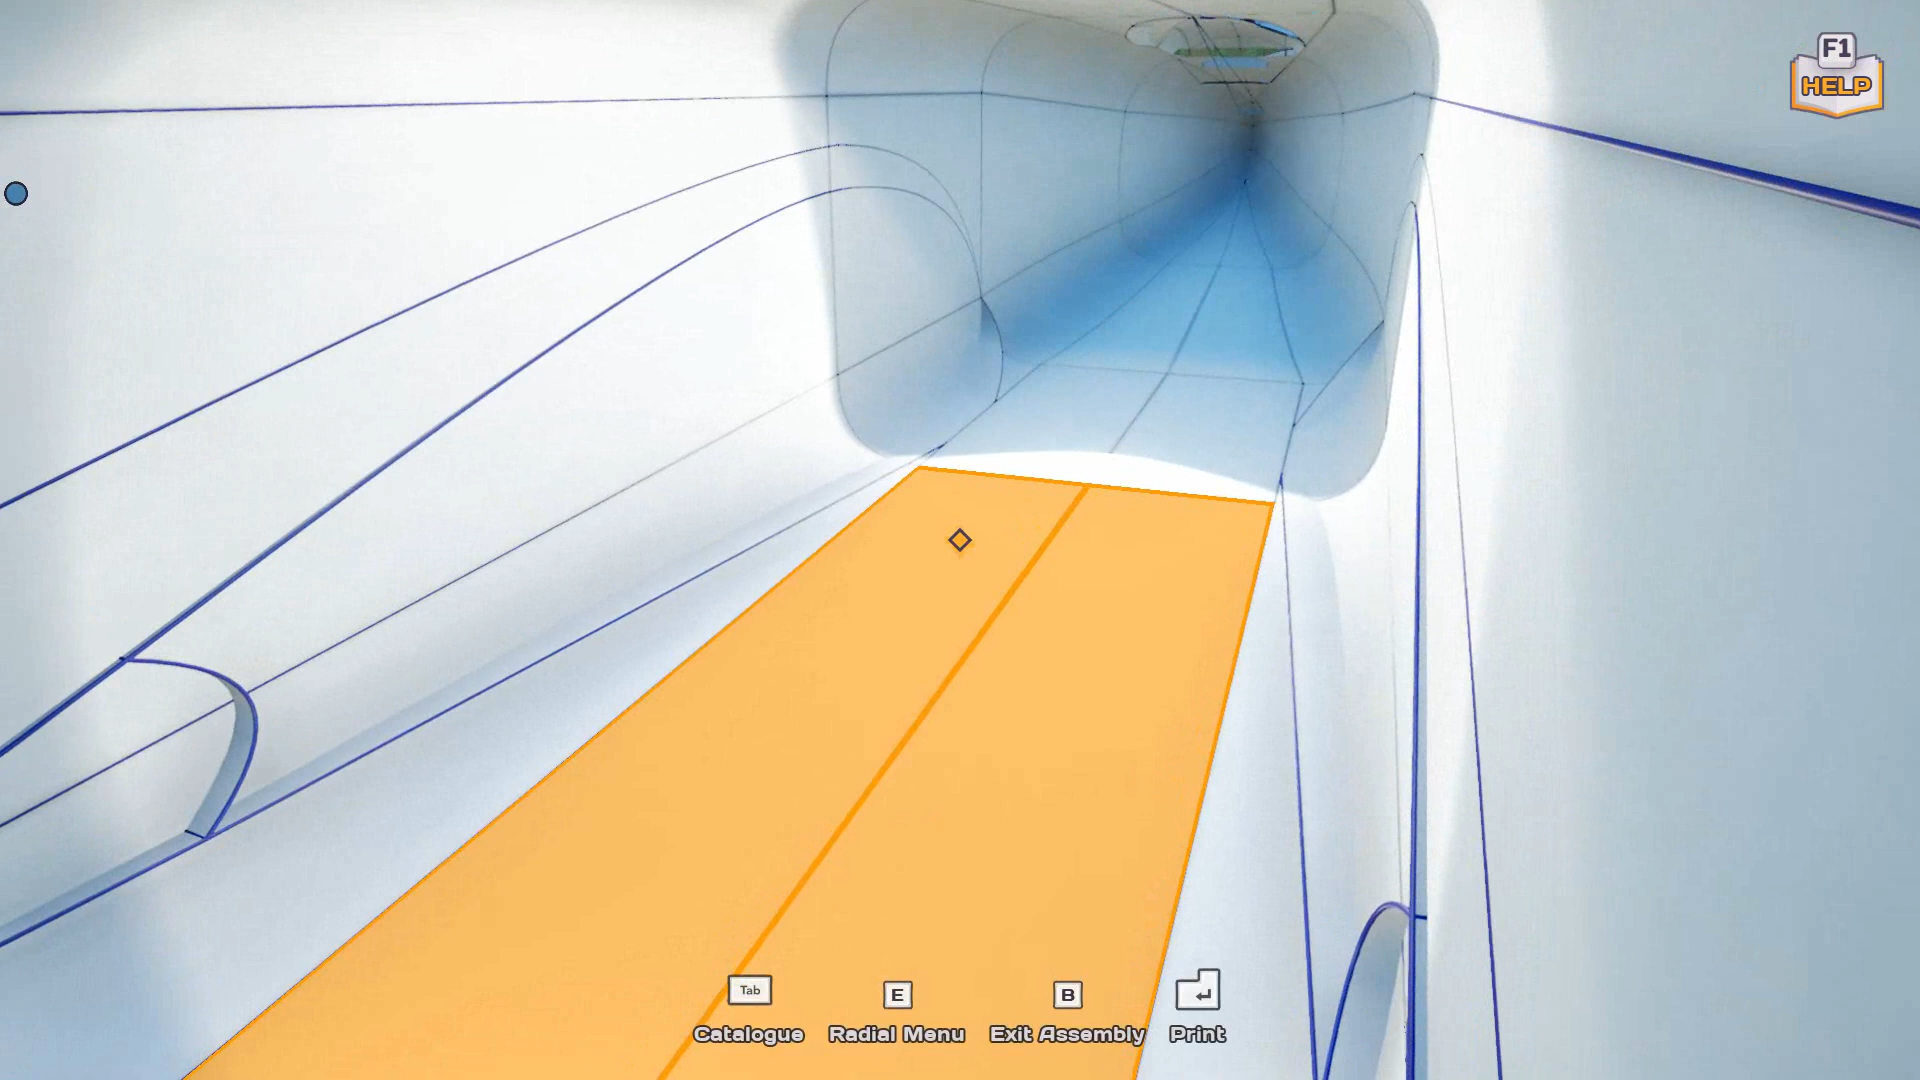 F1
HELP
Tab
Catalogue
E
Radial Menu
B
Exit Assembly
Print